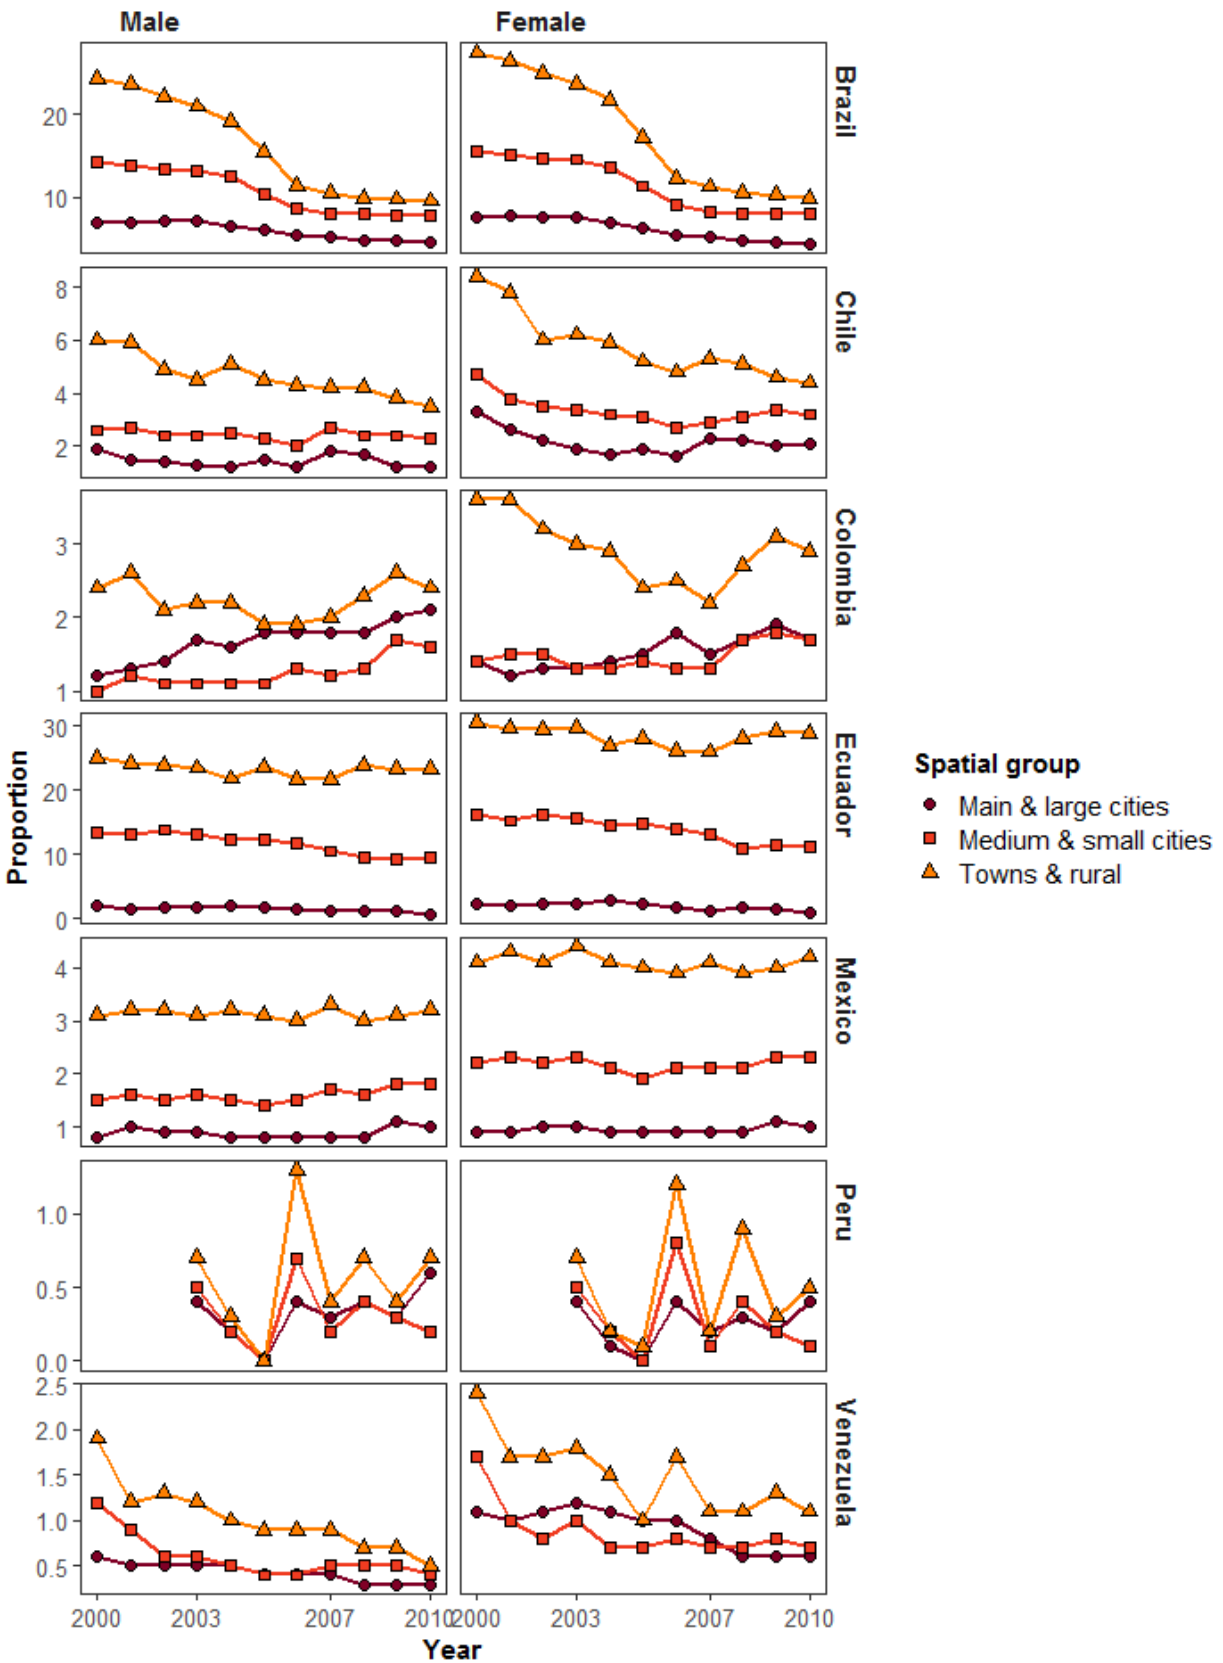 Male Female
20
10
Brazil
8
6
4
2
Chile
3
2
1
Colombia
30
20
10
0
Ecuador
4
3
2
1
Mexico
1.0
0.5
0.0
Peru
2.5
2.0
1.5
1.0
0.5
Venezuela
2000 2003 2007 2010 2000 2003 2007 2010
Year
Proportion
Spatial group
Main & large cities
Medium & small cities
Towns & rural